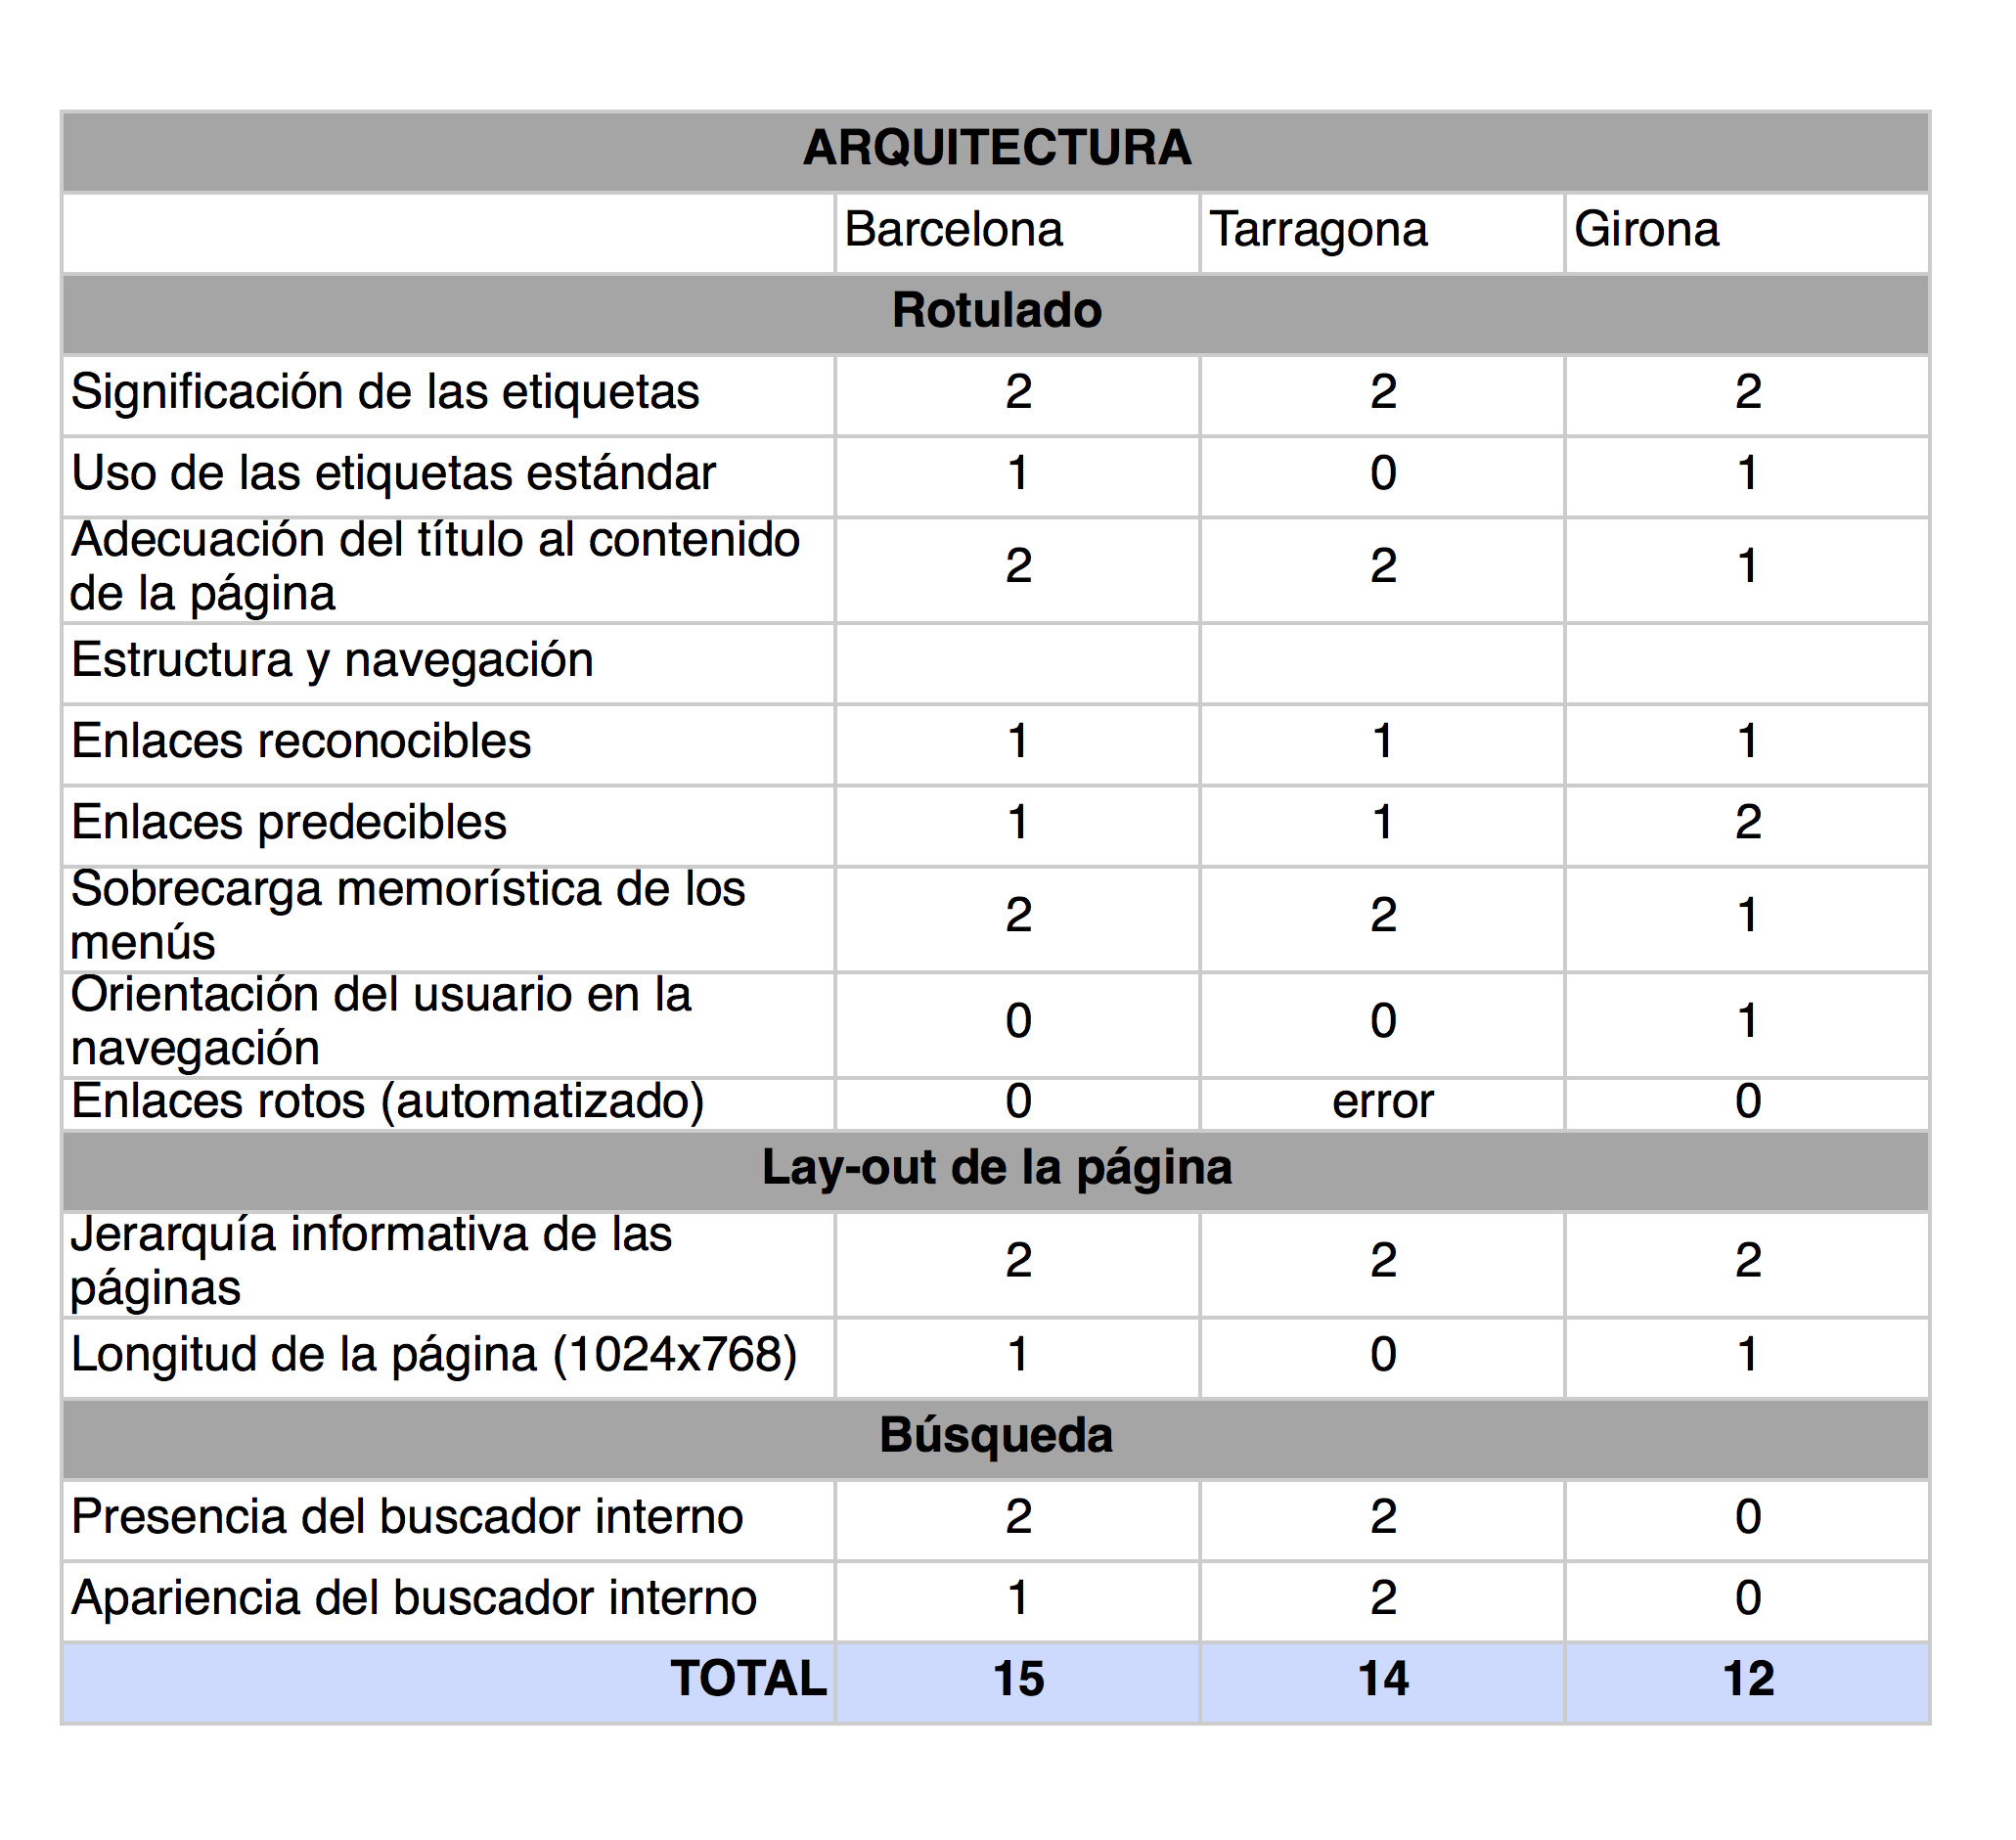 ARQUITECTURA
Barcelona Tarragona Girona
Rotulado
Significación de las etiquetas 2 2 2
Uso de las etiquetas estándar 1 0 1
Adecuación del título al contenido
de la página 2 2 1
Estructura y navegación
Enlaces reconocibles 1 1 1
Enlaces predecibles 1 1 2
Sobrecarga memorística de los
menús 2 2 1
Orientación del usuario en la
navegación 0 0 1
Enlaces rotos (automatizado) 0 error 0
Lay-out de la página
Jerarquía informativa de las
páginas 2 2 2
Longitud de la página (1024x768) 1 0 1
Búsqueda
Presencia del buscador interno 2 2 0
Apariencia del buscador interno 1 2 0
TOTAL 15 14 12